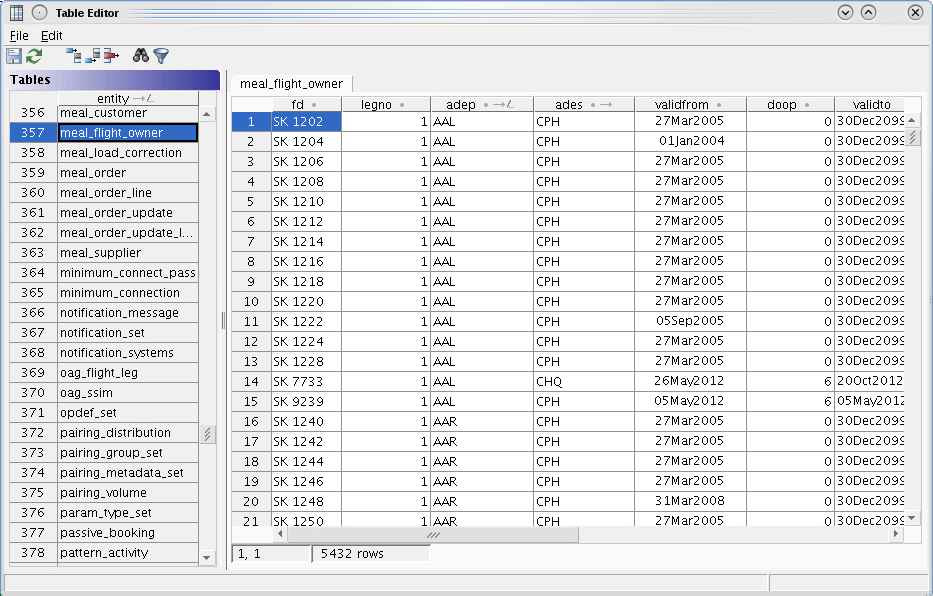 Table Editor
File Edit
Tables
entity
356 meal_customer
357 meal_flight_owner
358 meal_load_correction
359 meal_order
360 meal_order_line
361 meal_order_update
362 meal_order_update_l...
363 meal_supplier
364 minimum_connect_pass
365 minimum_connection
366 notification_message
367 notification_set
368 notification_systems
369 oag_flight_leg
370 oag_ssim
371 opdef_set
372 pairing_distribution
373 pairing_group_set
374 pairing_metadata_set
375 pairing_volume
376 param_type_set
377 passive_booking
378 pattern_activity
meal_flight_owner
fd legno adep ades validfrom doop validto
1 SK 1202 1 AAL CPH 27Mar2005 0 30Dec2099
2 SK 1204 1 AAL CPH 01Jan2004 0 30Dec2099
3 SK 1206 1 AAL CPH 27Mar2005 0 30Dec2099
4 SK 1208 1 AAL CPH 27Mar2005 0 30Dec2099
5 SK 1210 1 AAL CPH 27Mar2005 0 30Dec2099
6 SK 1212 1 AAL CPH 27Mar2005 0 30Dec2099
7 SK 1214 1 AAL CPH 27Mar2005 0 30Dec2099
8 SK 1216 1 AAL CPH 27Mar2005 0 30Dec2099
9 SK 1218 1 AAL CPH 27Mar2005 0 30Dec2099
10 SK 1220 1 AAL CPH 27Mar2005 0 30Dec2099
11 SK 1222 1 AAL CPH 05Sep2005 0 30Dec2099
12 SK 1224 1 AAL CPH 27Mar2005 0 30Dec2099
13 SK 1228 1 AAL CPH 27Mar2005 0 30Dec2099
14 SK 7733 1 AAL CHQ 26May2012 6 20Oct2012
15 SK 9239 1 AAL CPH 05May2012 6 05May2012
16 SK 1240 1 AAR CPH 27Mar2005 0 30Dec2099
17 SK 1242 1 AAR CPH 27Mar2005 0 30Dec2099
18 SK 1244 1 AAR CPH 27Mar2005 0 30Dec2099
19 SK 1246 1 AAR CPH 27Mar2005 0 30Dec2099
20 SK 1248 1 AAR CPH 31Mar2008 0 30Dec2099
21 SK 1250 1 AAR CPH 27Mar2005 0 30Dec2099
1, 1 5432 rows